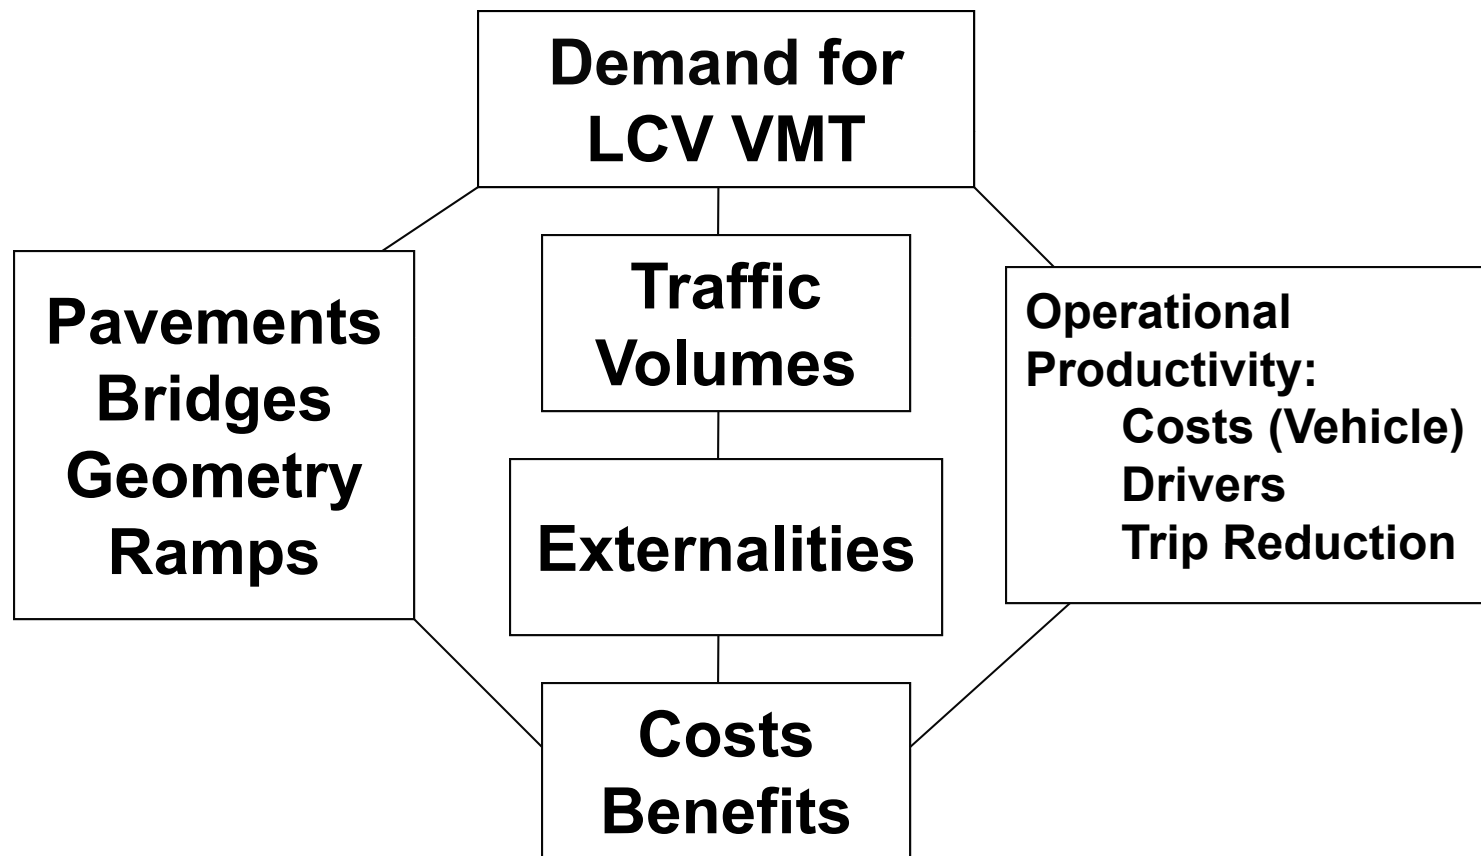 Demand for
LCV VMT
Pavements
Bridges
Geometry
Ramps
Traffic
Volumes
Operational
Productivity:
Costs (Vehicle)
Drivers
Trip Reduction
Externalities
Costs
Benefits